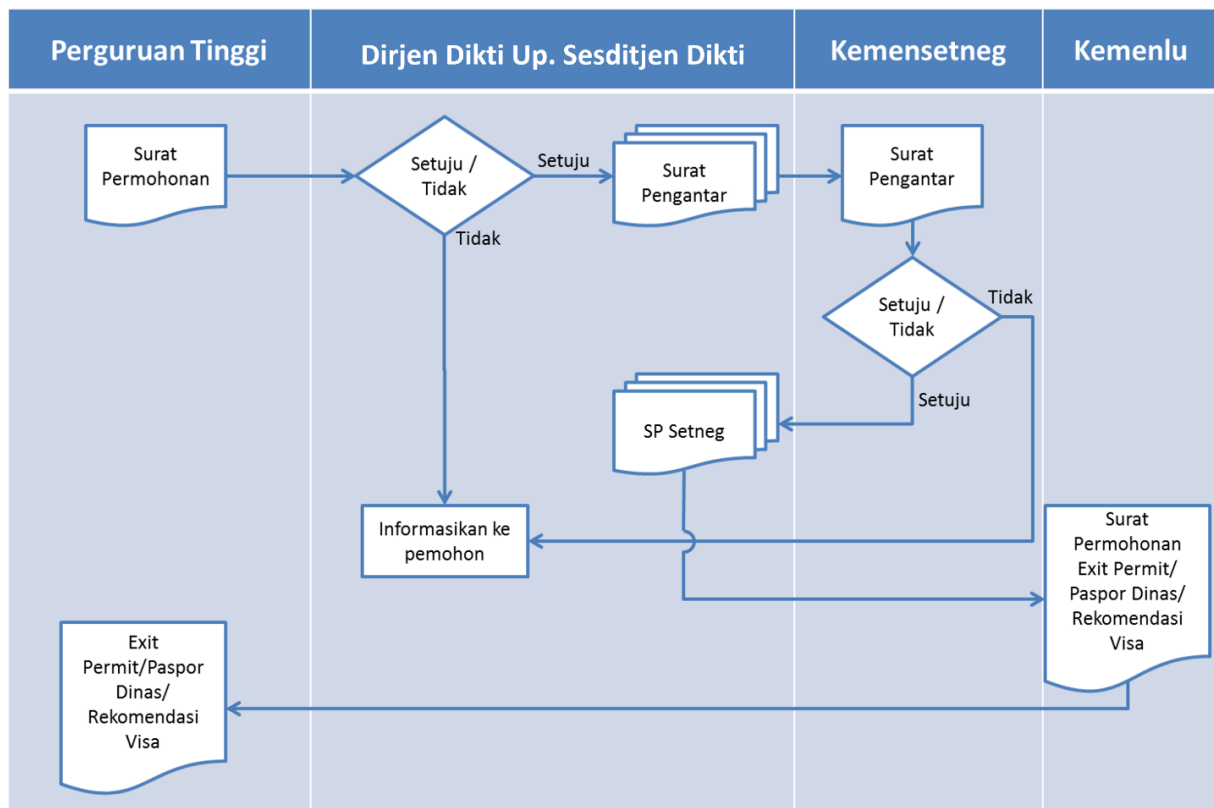 Perguruan Tinggi
Dirjen Dikti Up. Sesditjen Dikti
Kemensetneg
Kemenlu
Surat
Permohonan
Setuju /
Tidak
Setuju
Tidak
Surat
Pengantar
Surat
Pengantar
Setuju /
Tidak
Tidak
Setuju
SP Setneg
Informasikan ke
pemohon
Surat
Permohonan
Exit Permit/
Paspor Dinas/
Rekomendasi
Visa
Exit
Permit/Paspor
Dinas/
Rekomendasi
Visa